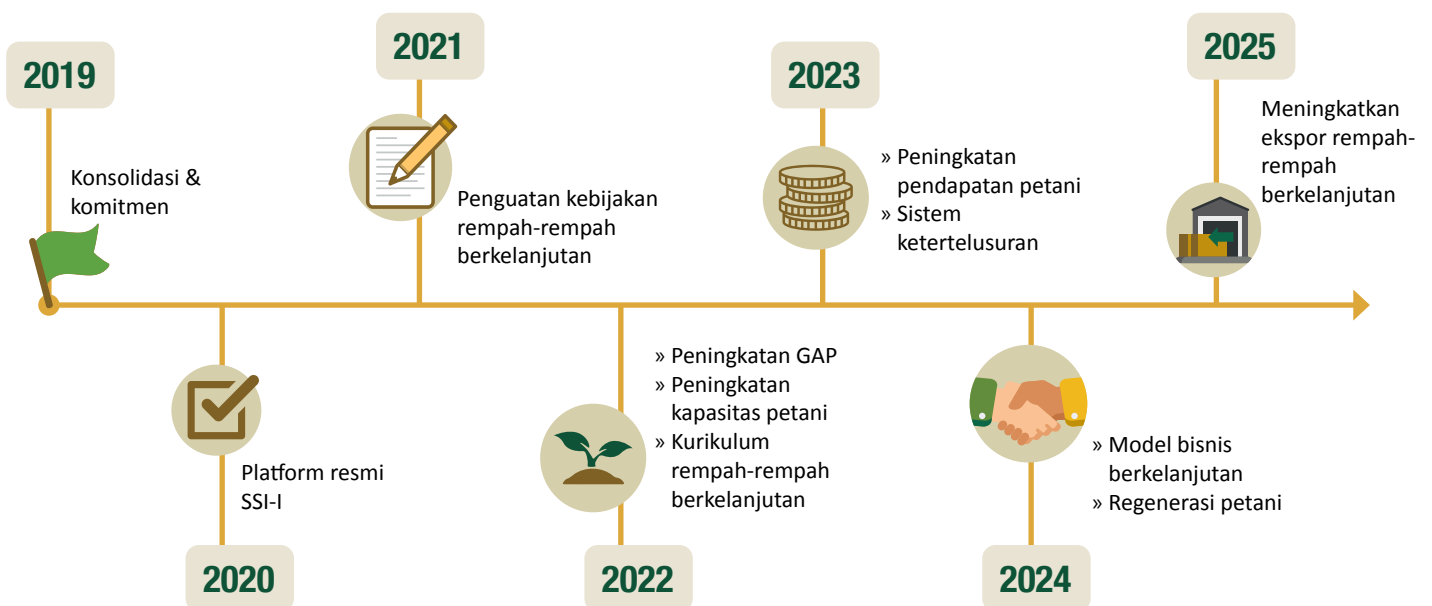 2019
Konsolidasi &
komitmen
2020
Platform resmi
SSI-I
2021
Penguatan kebijakan
rempah-rempah
berkelanjutan
2022
» Peningkatan GAP
» Peningkatan
kapasitas petani
» Kurikulum
rempah-rempah
berkelanjutan
2023
» Peningkatan
pendapatan petani
» Sistem
ketertelusuran
2024
» Model bisnis
berkelanjutan
» Regenerasi petani
2025
Meningkatkan
ekspor rempah-
rempah
berkelanjutan